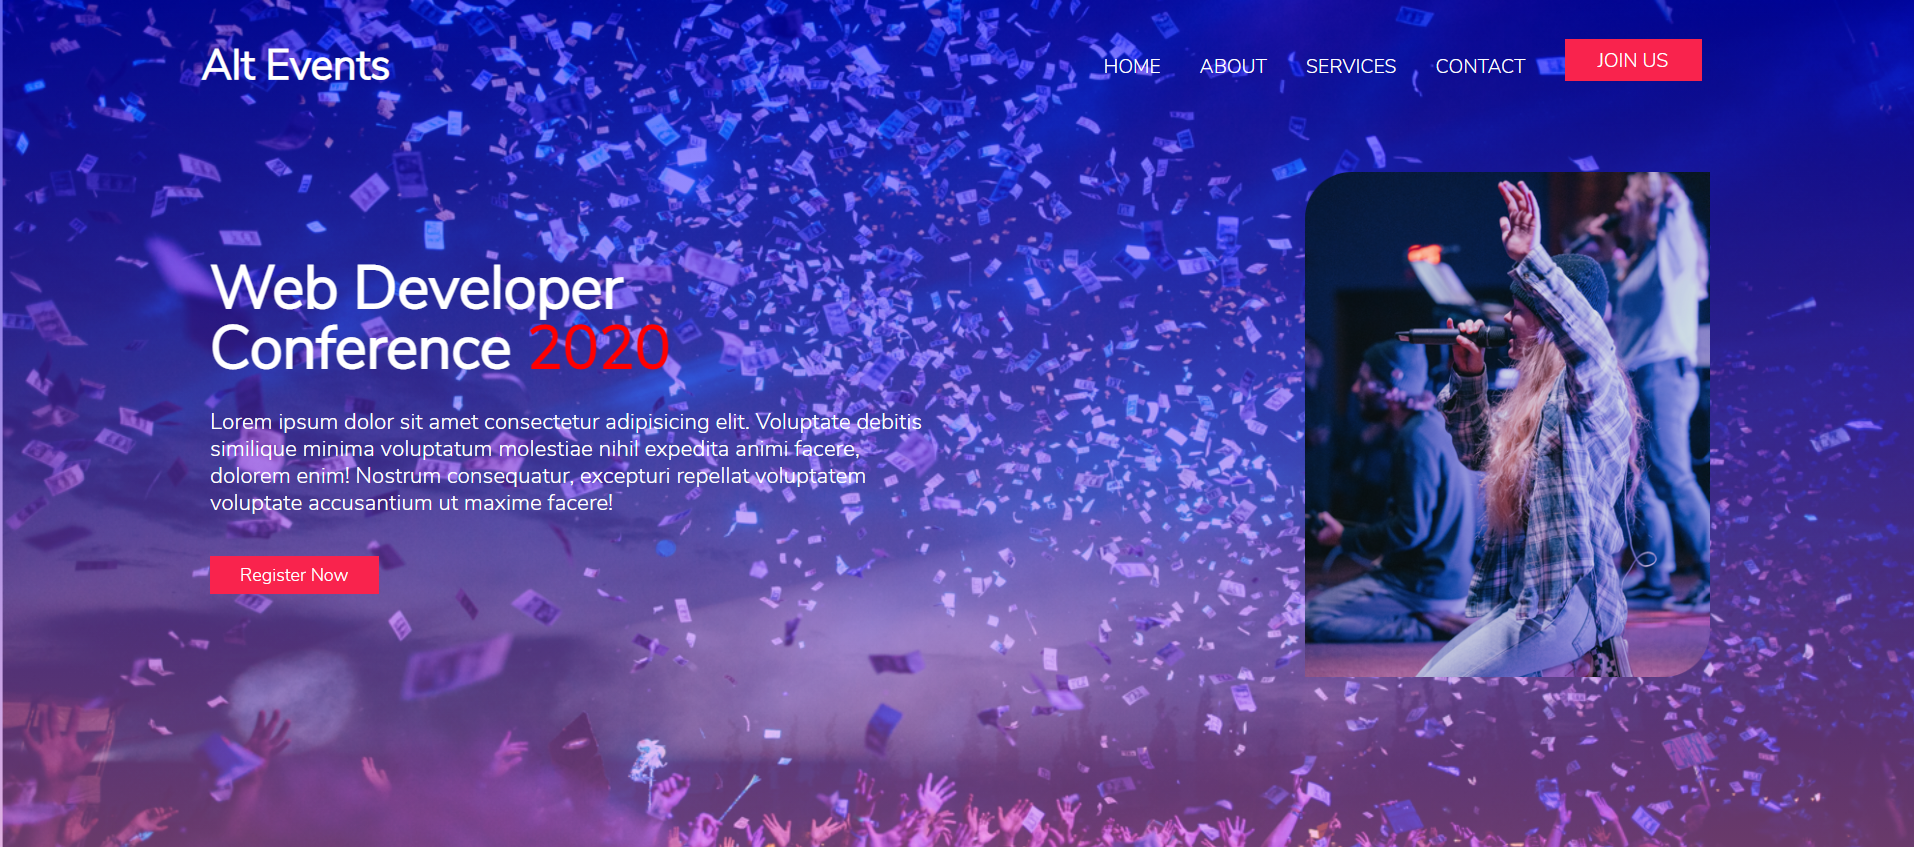 Alt Events
HOME ABOUT SERVICES CONTACT JOIN US
Web Developer
Conference 2020
Lorem ipsum dolor sit amet consectetur adipisicing elit. Voluptate debitis
similique minima voluptatum molestiae nihil expedita animi facere,
dolorem enim! Nostrum consequatur, excepturi repellat voluptatem
voluptate accusantium ut maxime facere!
Register Now